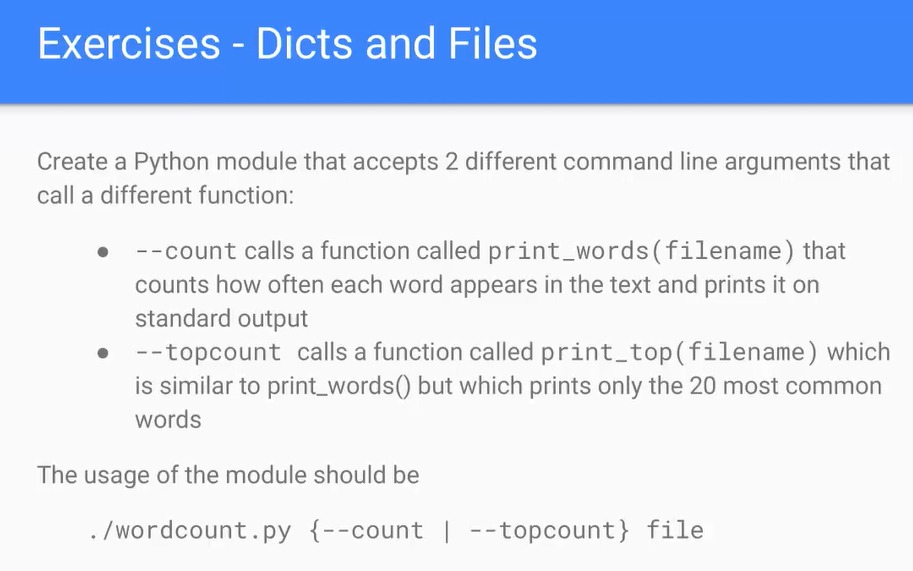 Exercises - Dicts and Files
Create a Python module that accepts 2 different command line arguments that
call a different function:
● --count calls a function called print_words(filename) that
counts how often each word appears in the text and prints it on
standard output
● --topcount calls a function called print_top(filename) which
is similar to print_words() but which prints only the 20 most common
words
The usage of the module should be
./wordcount.py {--count | --topcount} file